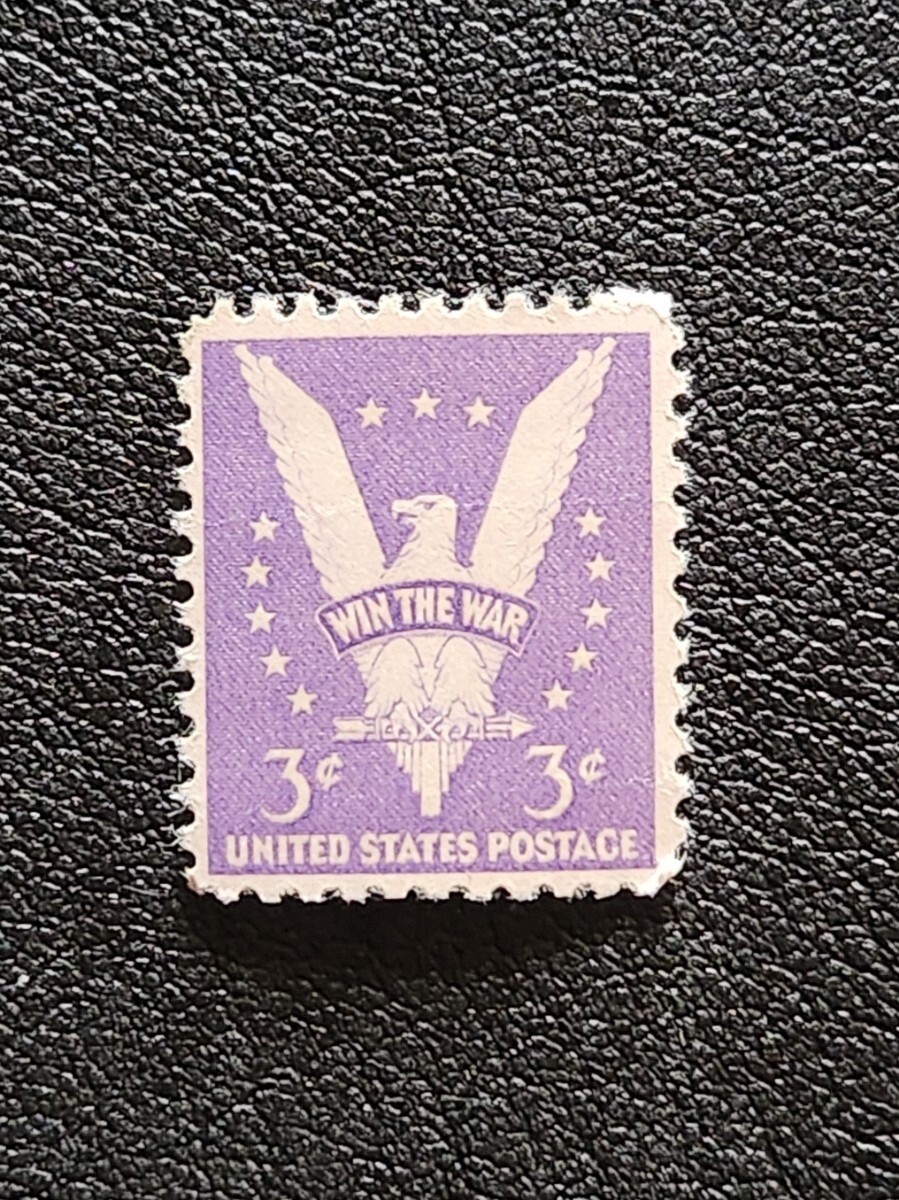 WIN THE WAR
3¢ 3¢
UNITED STATES POSTAGE